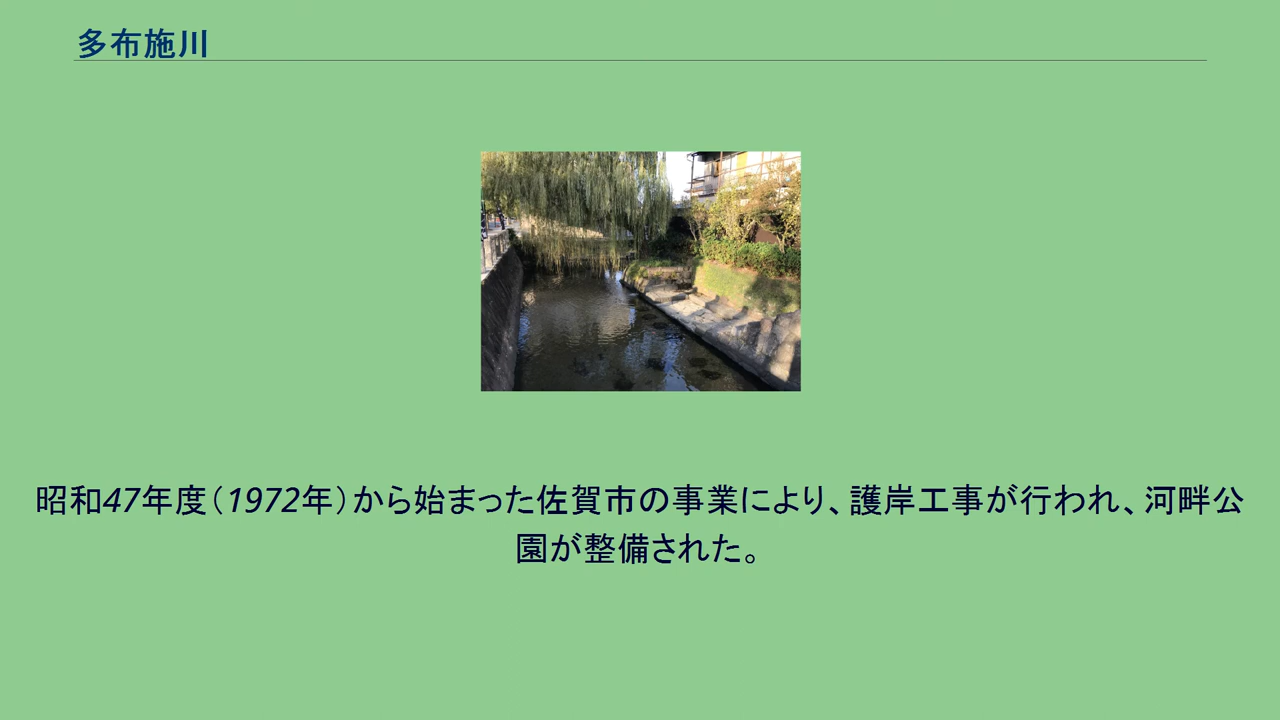 多布施川
昭和47年度（1972年）から始まった佐賀市の事業により、護岸工事が行われ、河畔公
園が整備された。